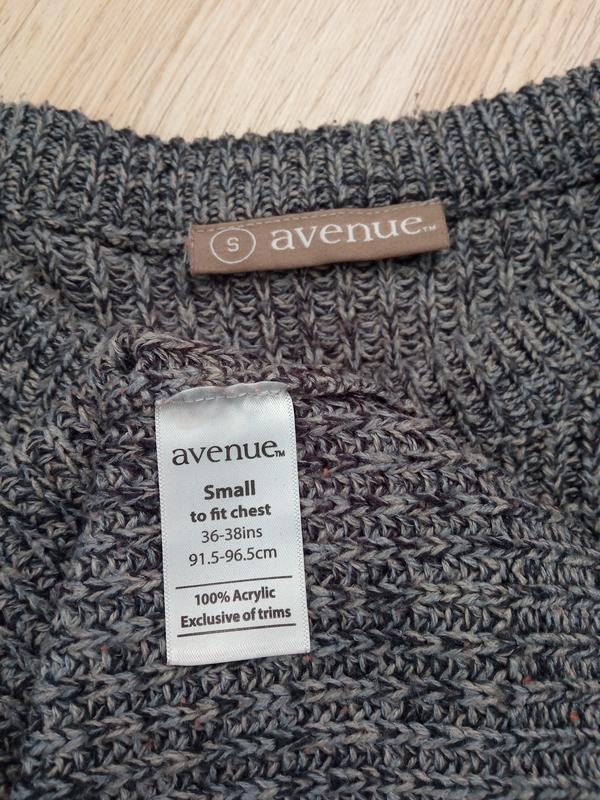 S avenue™
avenue™
Small
to fit chest
36-38ins
91.5-96.5cm
100% Acrylic
Exclusive of trims